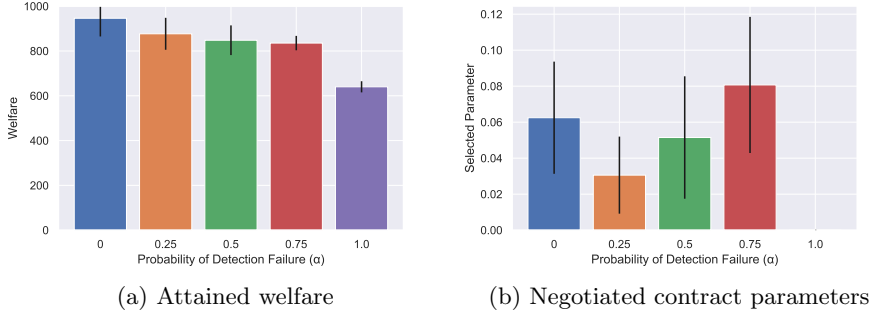 1000
800
600
400
200
0
Welfare
0 0.25 0.5 0.75 1.0
Probability of Detection Failure (α)
(a) Attained welfare
0.12
0.10
0.08
0.06
0.04
0.02
0.00
Selected Parameter
0 0.25 0.5 0.75 1.0
Probability of Detection Failure (α)
(b) Negotiated contract parameters